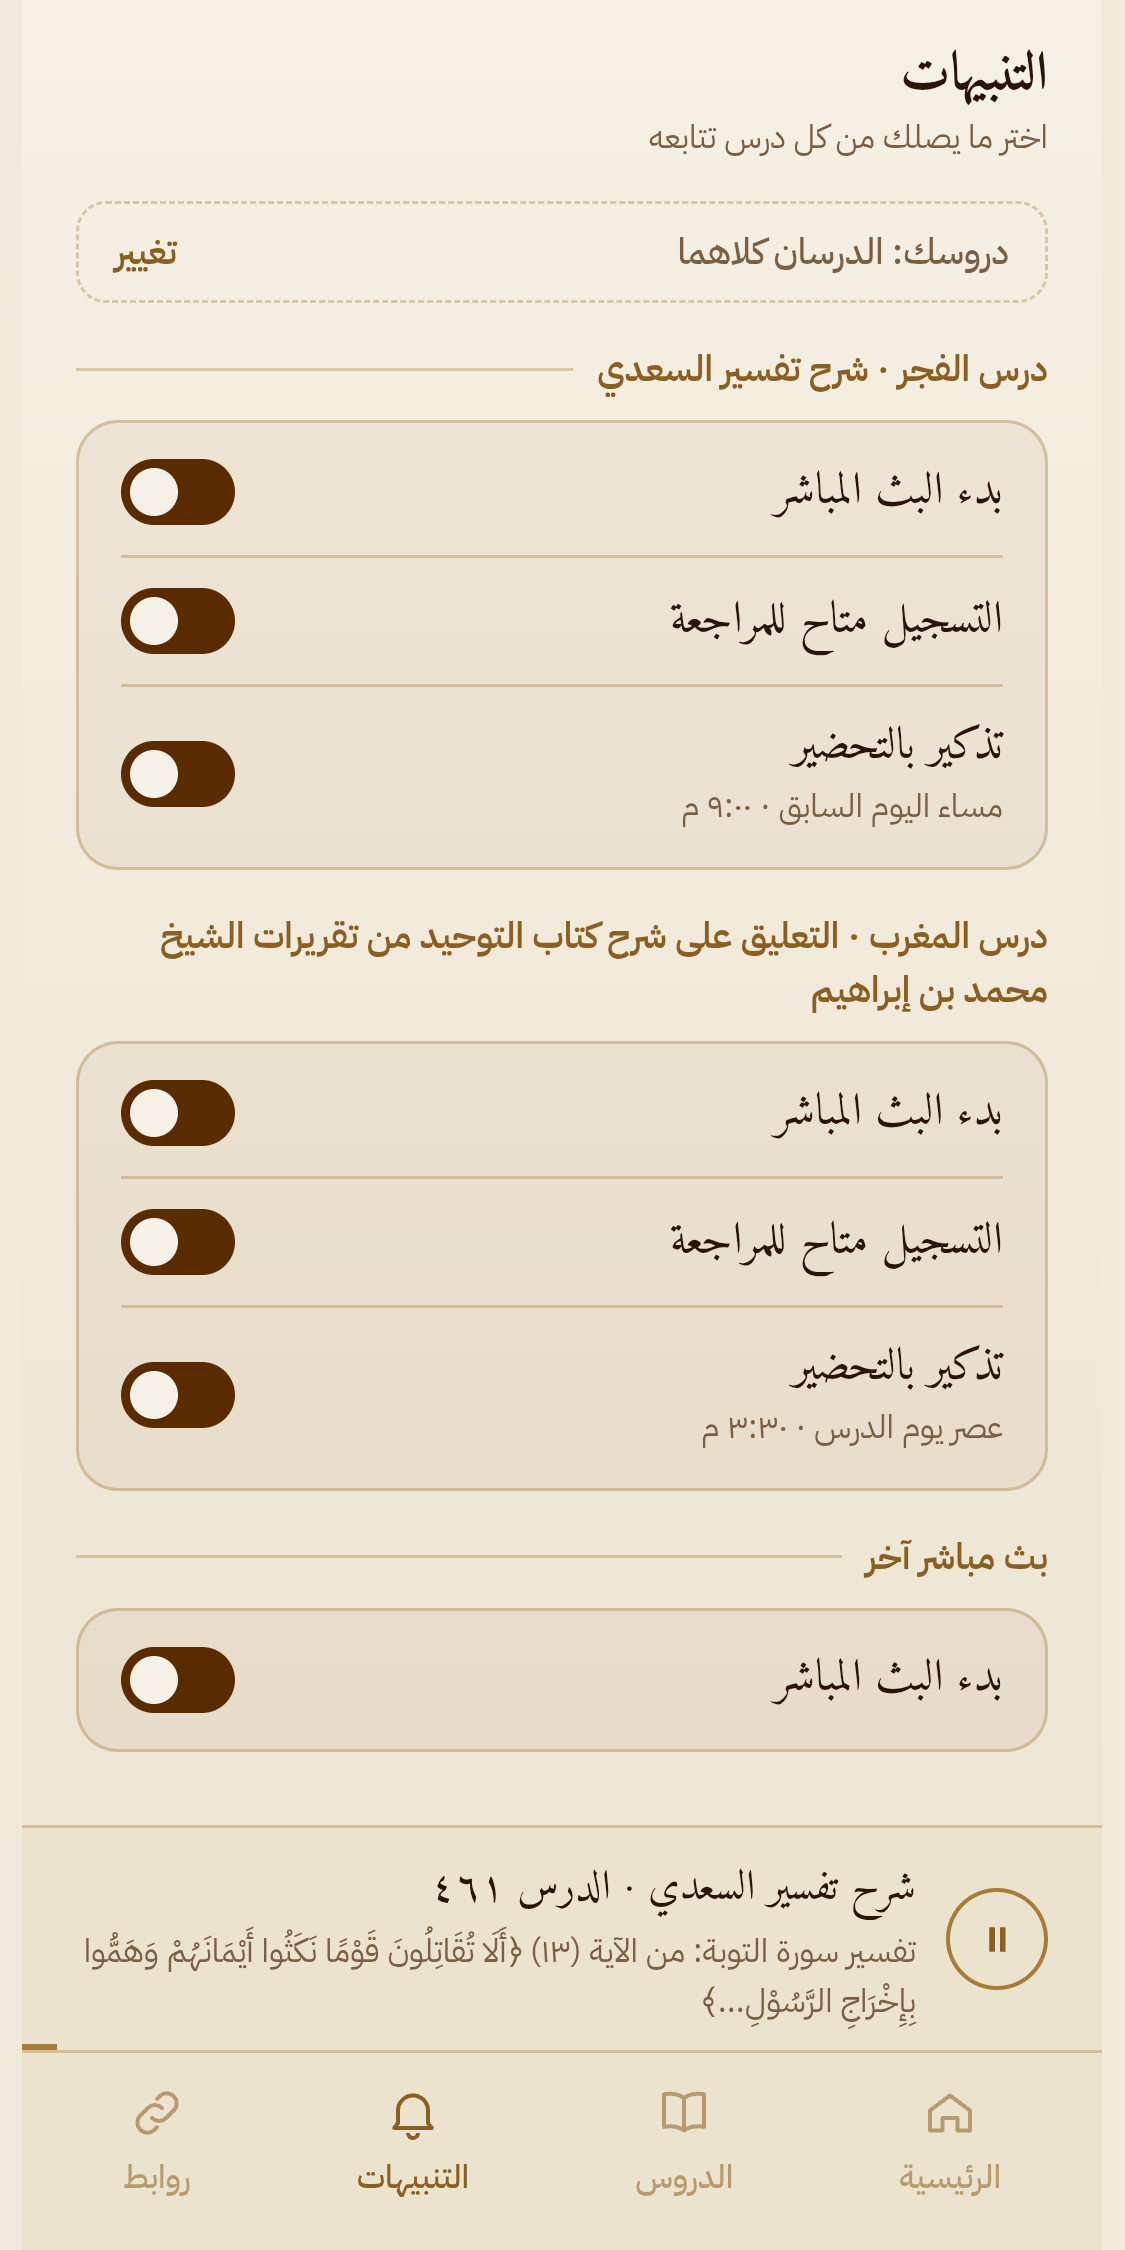 التنبيهات
اختر ما يصلك من كل درس تتابعه
دروسك: الدرسان كلاهما
تغيير
درس الفجر · شرح تفسير السعدي
بدء البث المباشر
التسجيل متاح للمراجعة
تذكير بالتحضير
مساء اليوم السابق · ٩:٠٠ م
درس المغرب · التعليق على شرح كتاب التوحيد من تقريرات الشيخ
محمد بن إبراهيم
بدء البث المباشر
التسجيل متاح للمراجعة
تذكير بالتحضير
عصر يوم الدرس · ٣:٣٠ م
بث مباشر آخر
بدء البث المباشر
شرح تفسير السعدي · الدرس ٤٦١
تفسير سورة التوبة: من الآية (١٣) ﴿أَلَا تُقَاتِلُونَ قَوْمًا نَكَثُوا أَيْمَانَهُمْ وَهَمُّوا
بِإِخْرَاجِ الرَّسُوْلِ...﴾
الرئيسية
الدروس
التنبيهات
روابط